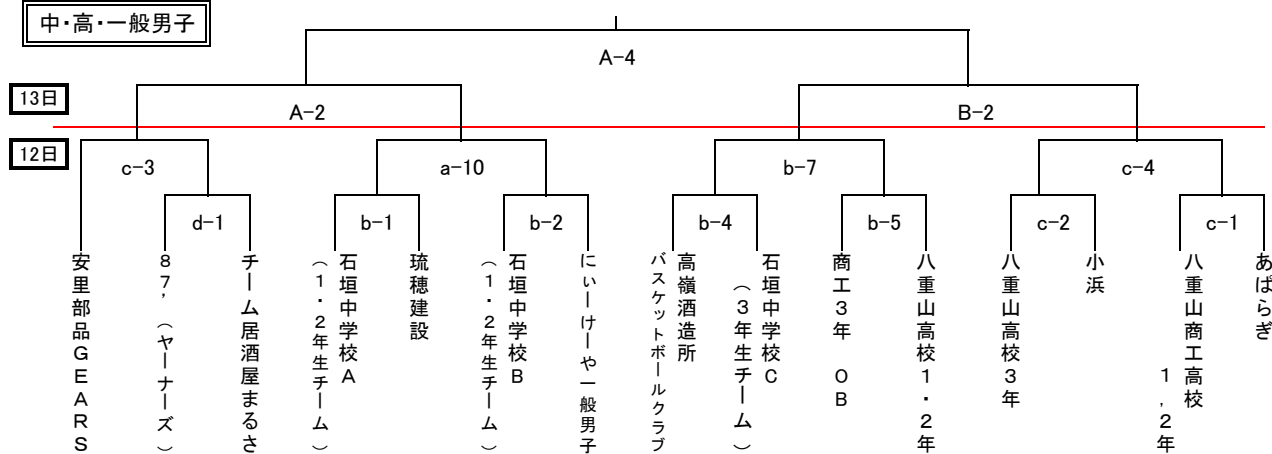 中・高・一般男子
A-4
13日
A-2
B-2
12日
c-3
a-10
b-7
c-4
d-1
b-1
b-2
b-4
b-5
c-2
c-1
安里部品GEARS
87,(ヤーナーズ)
チーム居酒屋まるさ
石垣中学校A
(1・2年生チーム)
琉穂建設
石垣中学校B
(1・2年生チーム)
にぃーけーや一般男子
高嶺酒造所
バスケットボールクラブ
石垣中学校C
(3年生チーム)
商工3年 OB
八重山高校1・2年
八重山高校3年
小浜
八重山商工高校
1,2年
あぱらぎ